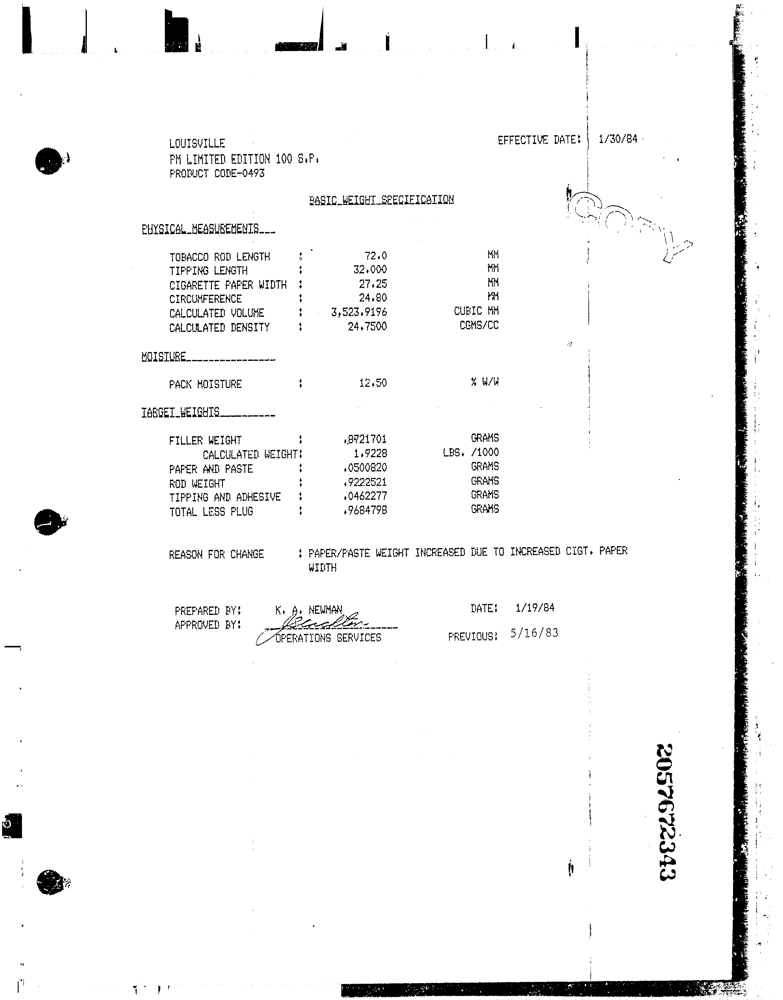 LOUISVILLE
EFFECTIVE DATE: 1/30/84
PM LIMITED EDITION 100 S.P.
PRODUCT CODE-0493
BASIC WEIGHT SPECIFICATION
COPY
PHYSICAL MEASUREMENTS
TOBACCO ROD LENGTH : 72.0 MM
TIPPING LENGTH : 32.000 MM
CIGARETTE PAPER WIDTH : 27.25 MM
CIRCUMFERENCE : 24.80 MM
CALCULATED VOLUME : 3,523.9196 CUBIC MM
CALCULATED DENSITY : 24.7500 CGMS/CC
MOISTURE
PACK MOISTURE : 12.50 % W/W
TARGET WEIGHTS
FILLER WEIGHT : .8721701 GRAMS
CALCULATED WEIGHT: 1.9228 LBS. /1000
PAPER AND PASTE : .0500820 GRAMS
ROD WEIGHT : .9222521 GRAMS
TIPPING AND ADHESIVE : .0462277 GRAMS
TOTAL LESS PLUG : .9684798 GRAMS
REASON FOR CHANGE : PAPER/PASTE WEIGHT INCREASED DUE TO INCREASED CIGT. PAPER
WIDTH
PREPARED BY: K. A. NEWMAN DATE: 1/19/84
APPROVED BY:
OPERATIONS SERVICES PREVIOUS: 5/16/83
2057672343